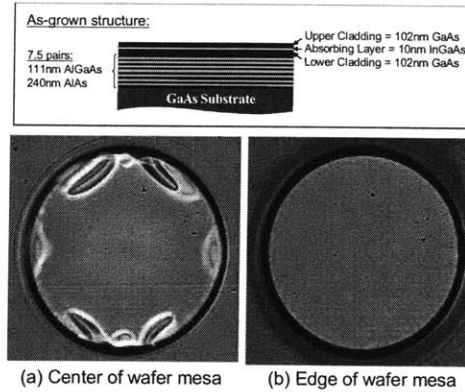 As-grown structure:
Upper Cladding = 102nm GaAs
Absorbing Layer = 10nm InGaAs
Lower Cladding = 102nm GaAs
7.5 pairs:
111nm AlGaAs
240nm AlAs
GaAs Substrate
(a) Center of wafer mesa
(b) Edge of wafer mesa